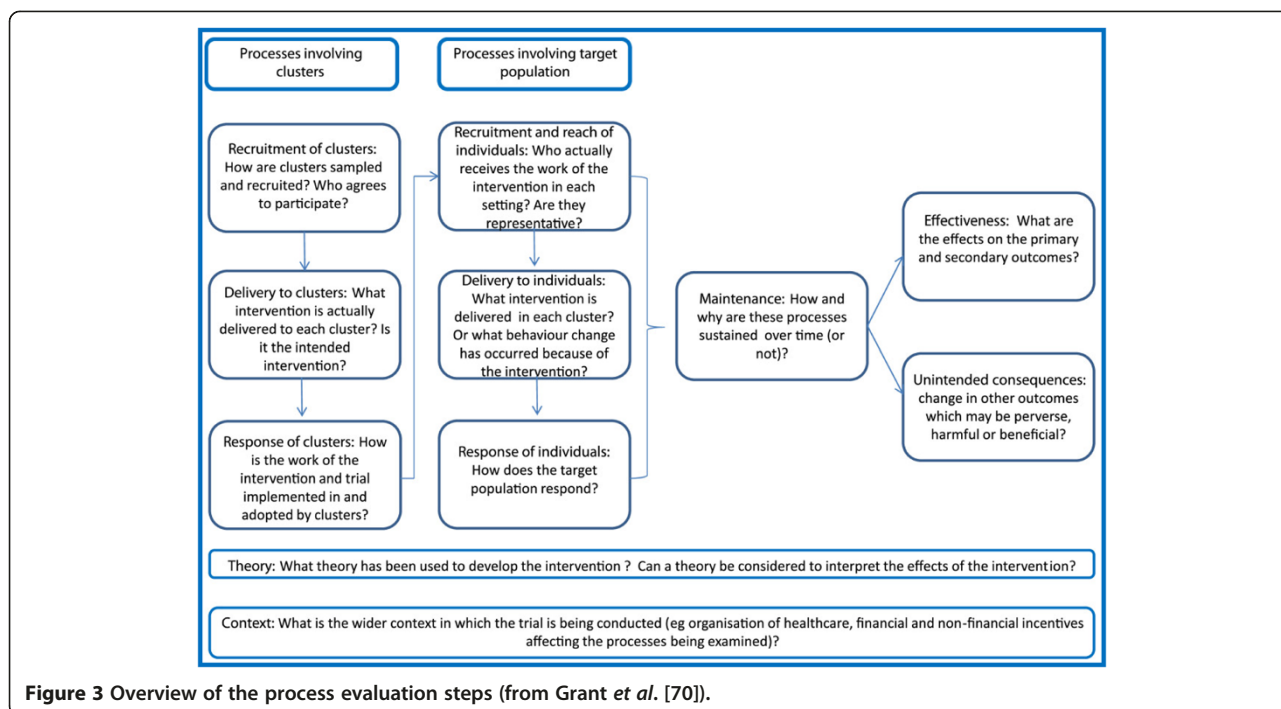 Processes involving
clusters
Processes involving target
population
Recruitment of clusters:
How are clusters sampled
and recruited? Who agrees
to participate?
Delivery to clusters: What
intervention is actually
delivered to each cluster? Is
it the intended
intervention?
Response of clusters: How
is the work of the
intervention and trial
implemented in and
adopted by clusters?
Recruitment and reach of
individuals: Who actually
receives the work of the
intervention in each
setting? Are they
representative?
Delivery to individuals:
What intervention is
delivered in each cluster?
Or what behaviour change
has occurred because of
the intervention?
Response of individuals:
How does the target
population respond?
Maintenance: How and
why are these processes
sustained over time (or
not)?
Effectiveness: What are
the effects on the primary
and secondary outcomes?
Unintended consequences:
change in other outcomes
which may be perverse,
harmful or beneficial?
Theory: What theory has been used to develop the intervention ? Can a theory be considered to interpret the effects of the intervention?
Context: What is the wider context in which the trial is being conducted (eg organisation of healthcare, financial and non-financial incentives
affecting the processes being examined)?
Figure 3 Overview of the process evaluation steps (from Grant et al. [70]).